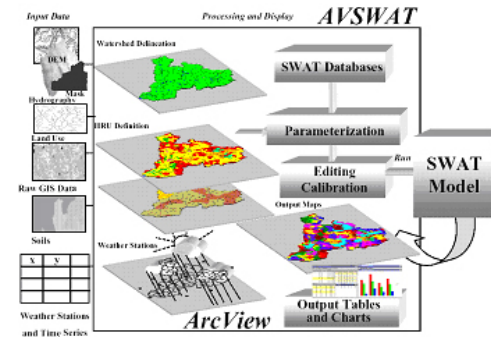 Input Data
Processing and Display
AVSWAT
DEM
Mask
Hydrography
Land Use
Raw GIS Data
Soils
x y
Weather Stations
and Time Series
Watershed Delineation
HRU Definition
Weather Stations
SWAT Databases
Parameterization
Editing
Calibration
Run
SWAT
Model
Output Maps
Output Tables
and Charts
ArcView